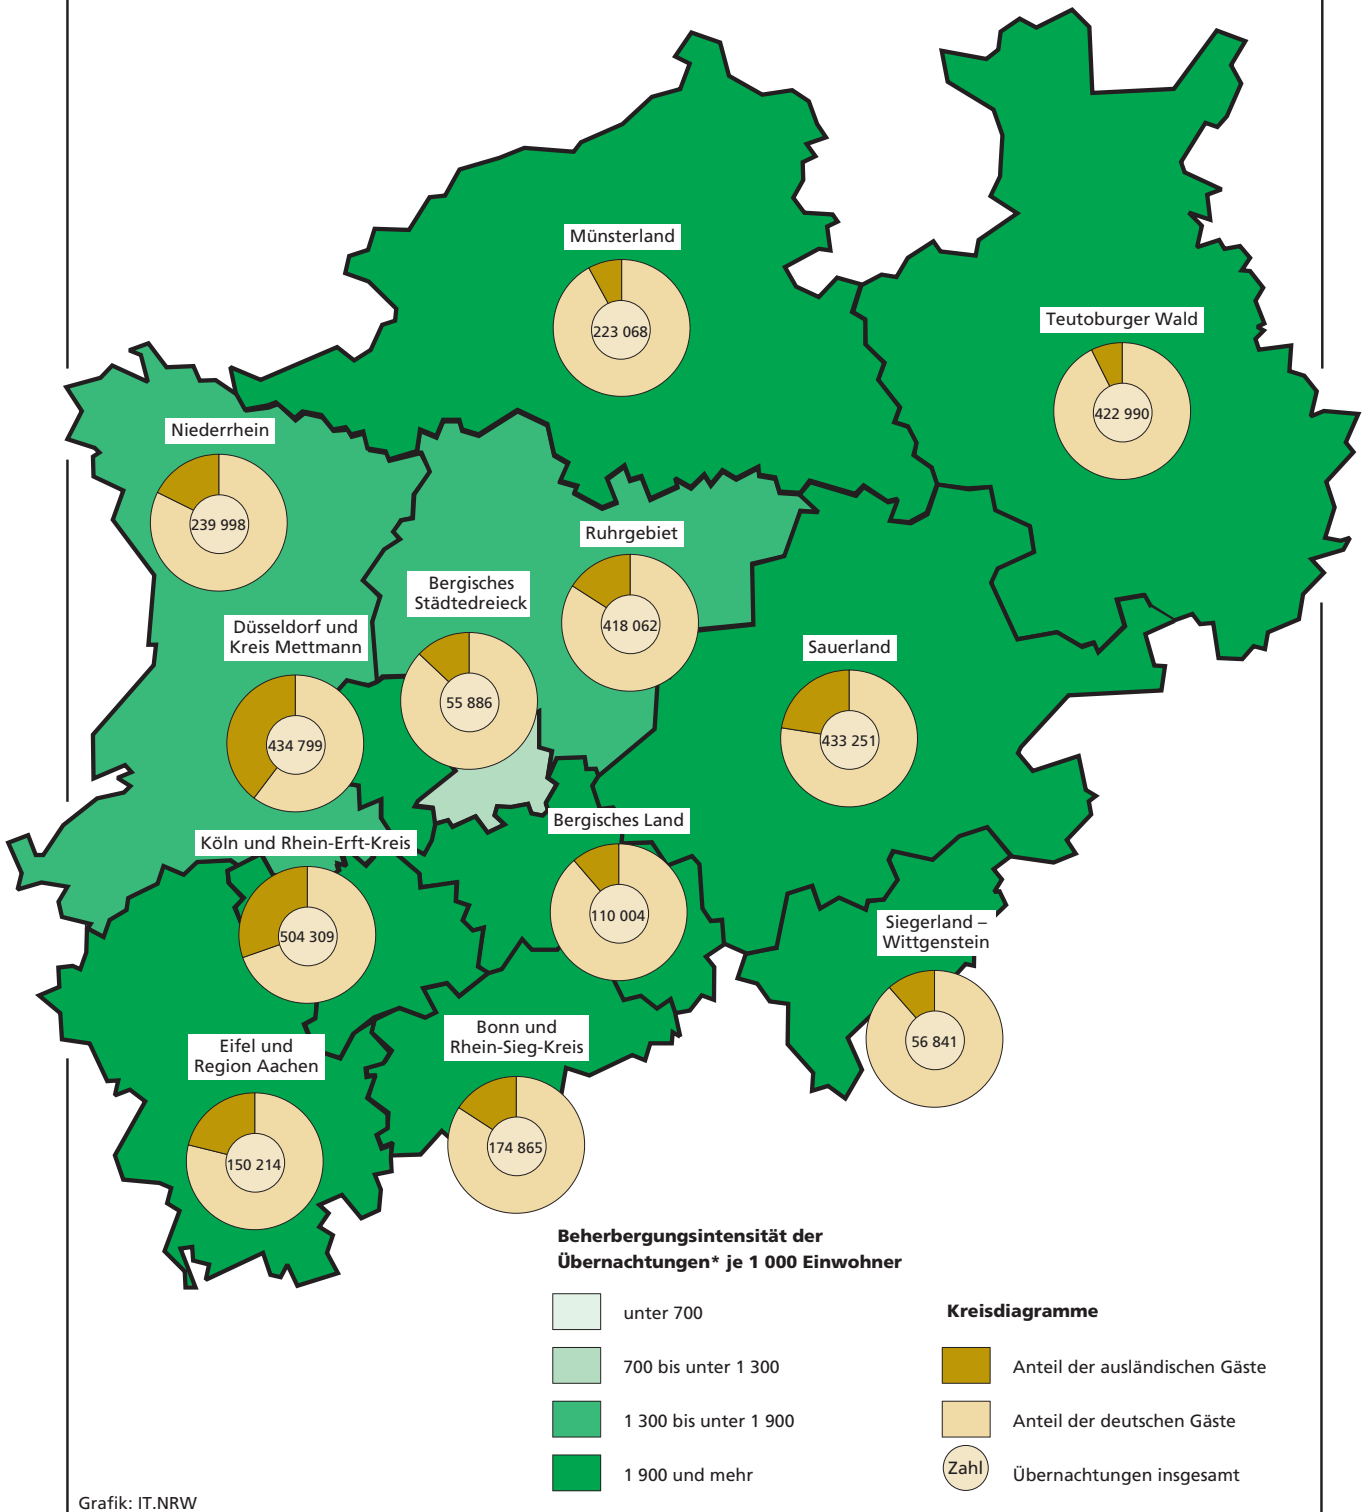 Münsterland
223 068
Teutoburger Wald
422 990
Niederrhein
239 998
Ruhrgebiet
418 062
Bergisches
Städtedreieck
55 886
Düsseldorf und
Kreis Mettmann
434 799
Sauerland
433 251
Bergisches Land
110 004
Köln und Rhein-Erft-Kreis
504 309
Siegerland –
Wittgenstein
56 841
Bonn und
Rhein-Sieg-Kreis
174 865
Eifel und
Region Aachen
150 214
Beherbergungsintensität der
Übernachtungen* je 1 000 Einwohner
unter 700
700 bis unter 1 300
1 300 bis unter 1 900
1 900 und mehr
Kreisdiagramme
Anteil der ausländischen Gäste
Anteil der deutschen Gäste
Zahl
Übernachtungen insgesamt
Grafik: IT.NRW